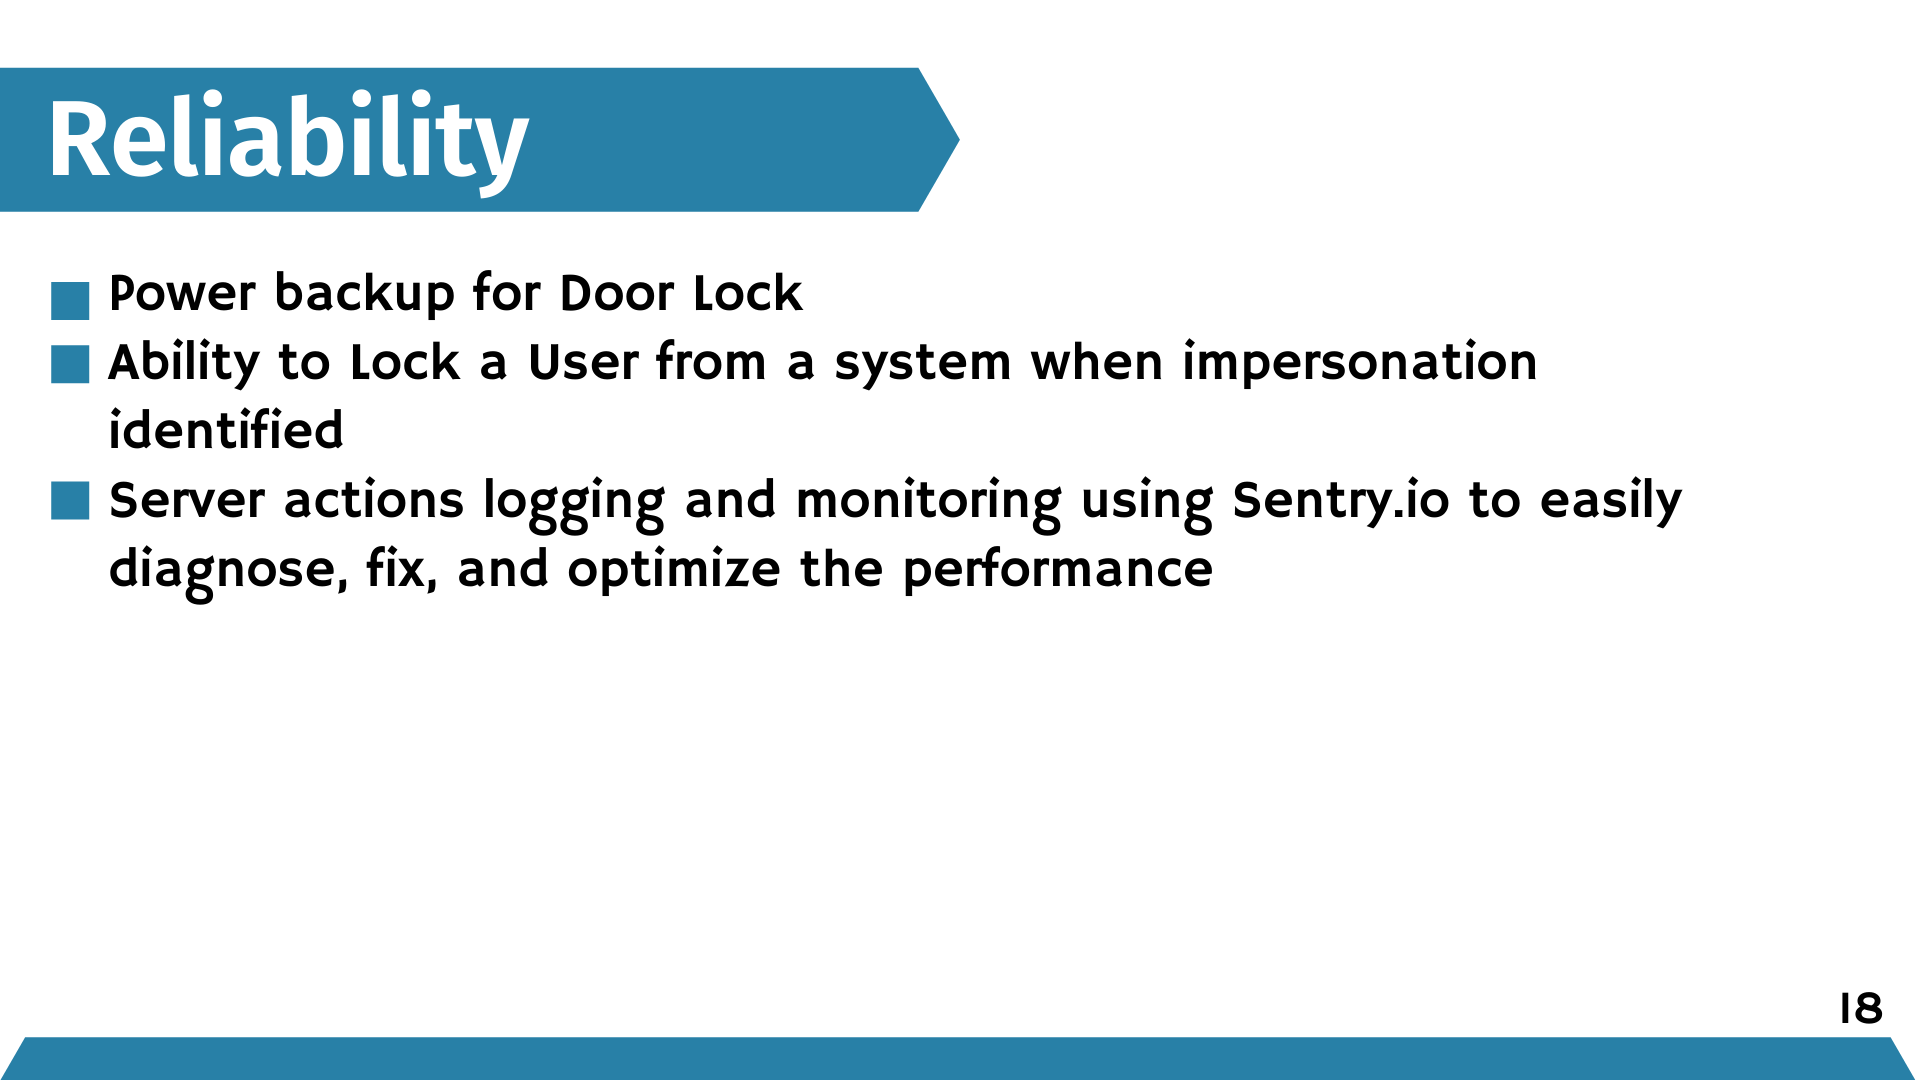 Reliability
Power backup for Door Lock
Ability to Lock a User from a system when impersonation
identified
Server actions logging and monitoring using Sentry.io to easily
diagnose, fix, and optimize the performance
18